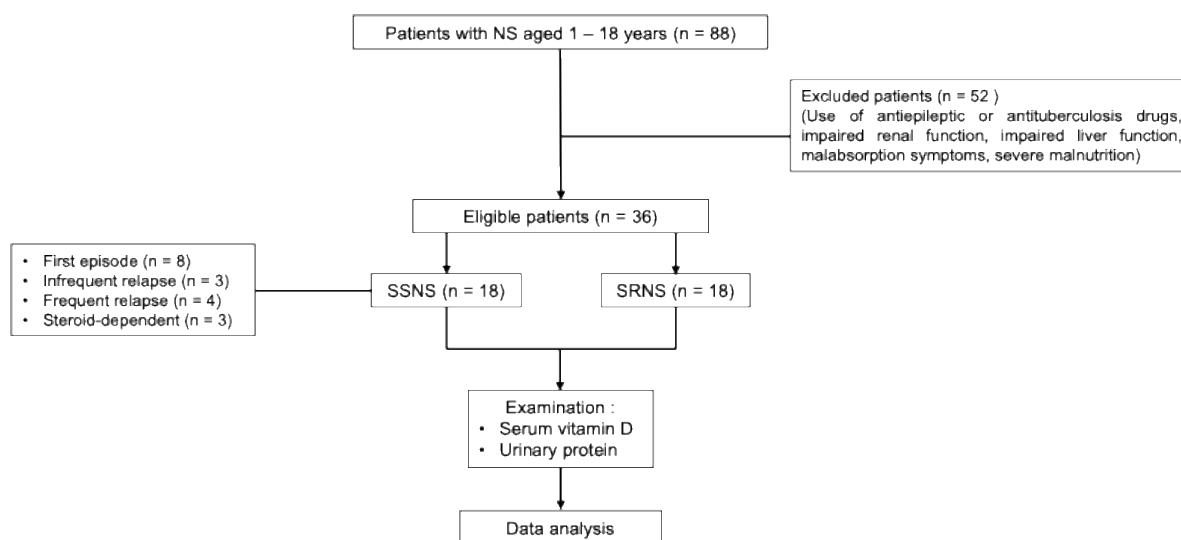 Patients with NS aged 1 – 18 years (n = 88)
Excluded patients (n = 52 )
(Use of antiepileptic or antituberculosis drugs,
impaired renal function, impaired liver function,
malabsorption symptoms, severe malnutrition)
Eligible patients (n = 36)
• First episode (n = 8)
• Infrequent relapse (n = 3)
• Frequent relapse (n = 4)
• Steroid-dependent (n = 3)
SSNS (n = 18)
SRNS (n = 18)
Examination :
• Serum vitamin D
• Urinary protein
Data analysis